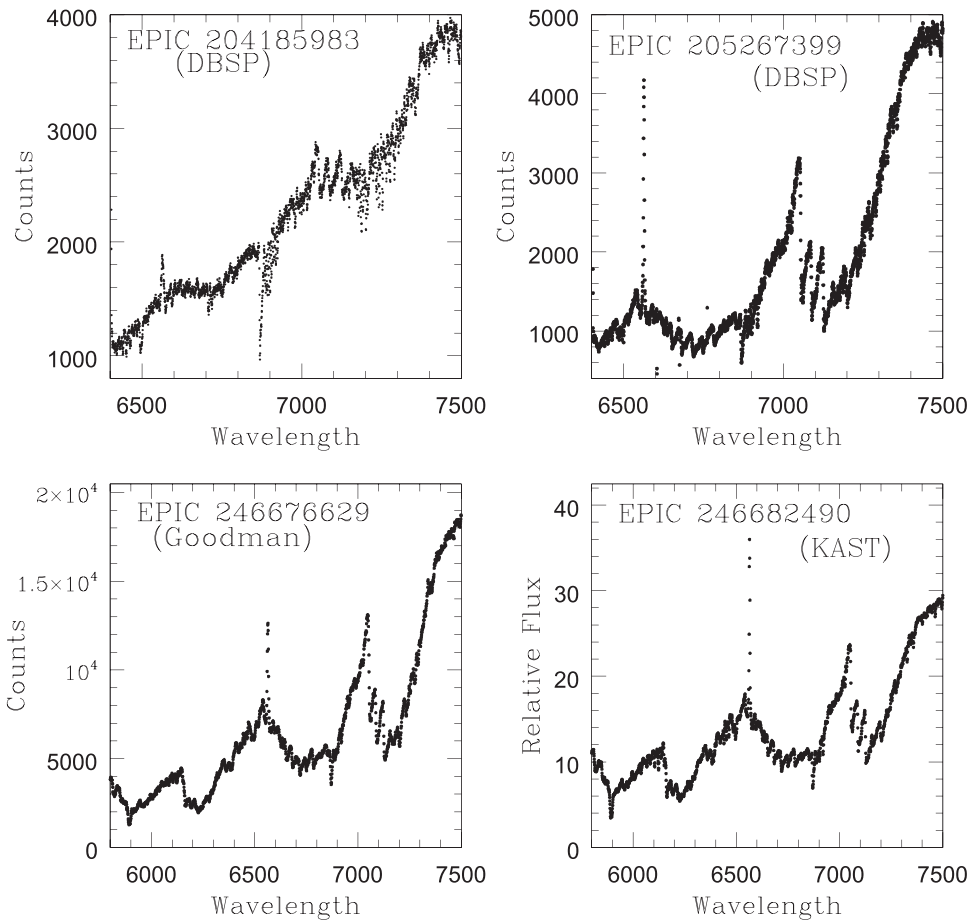 EPIC 204185983
(DBSP)
4000
3000
2000
1000
Counts
6500 7000 7500
Wavelength
EPIC 205267399
(DBSP)
5000
4000
3000
2000
1000
Counts
6500 7000 7500
Wavelength
EPIC 246676629
(Goodman)
2×10⁴
1.5×10⁴
10⁴
5000
0
Counts
6000 6500 7000 7500
Wavelength
EPIC 246682490
(KAST)
40
30
20
10
0
Relative Flux
6000 6500 7000 7500
Wavelength